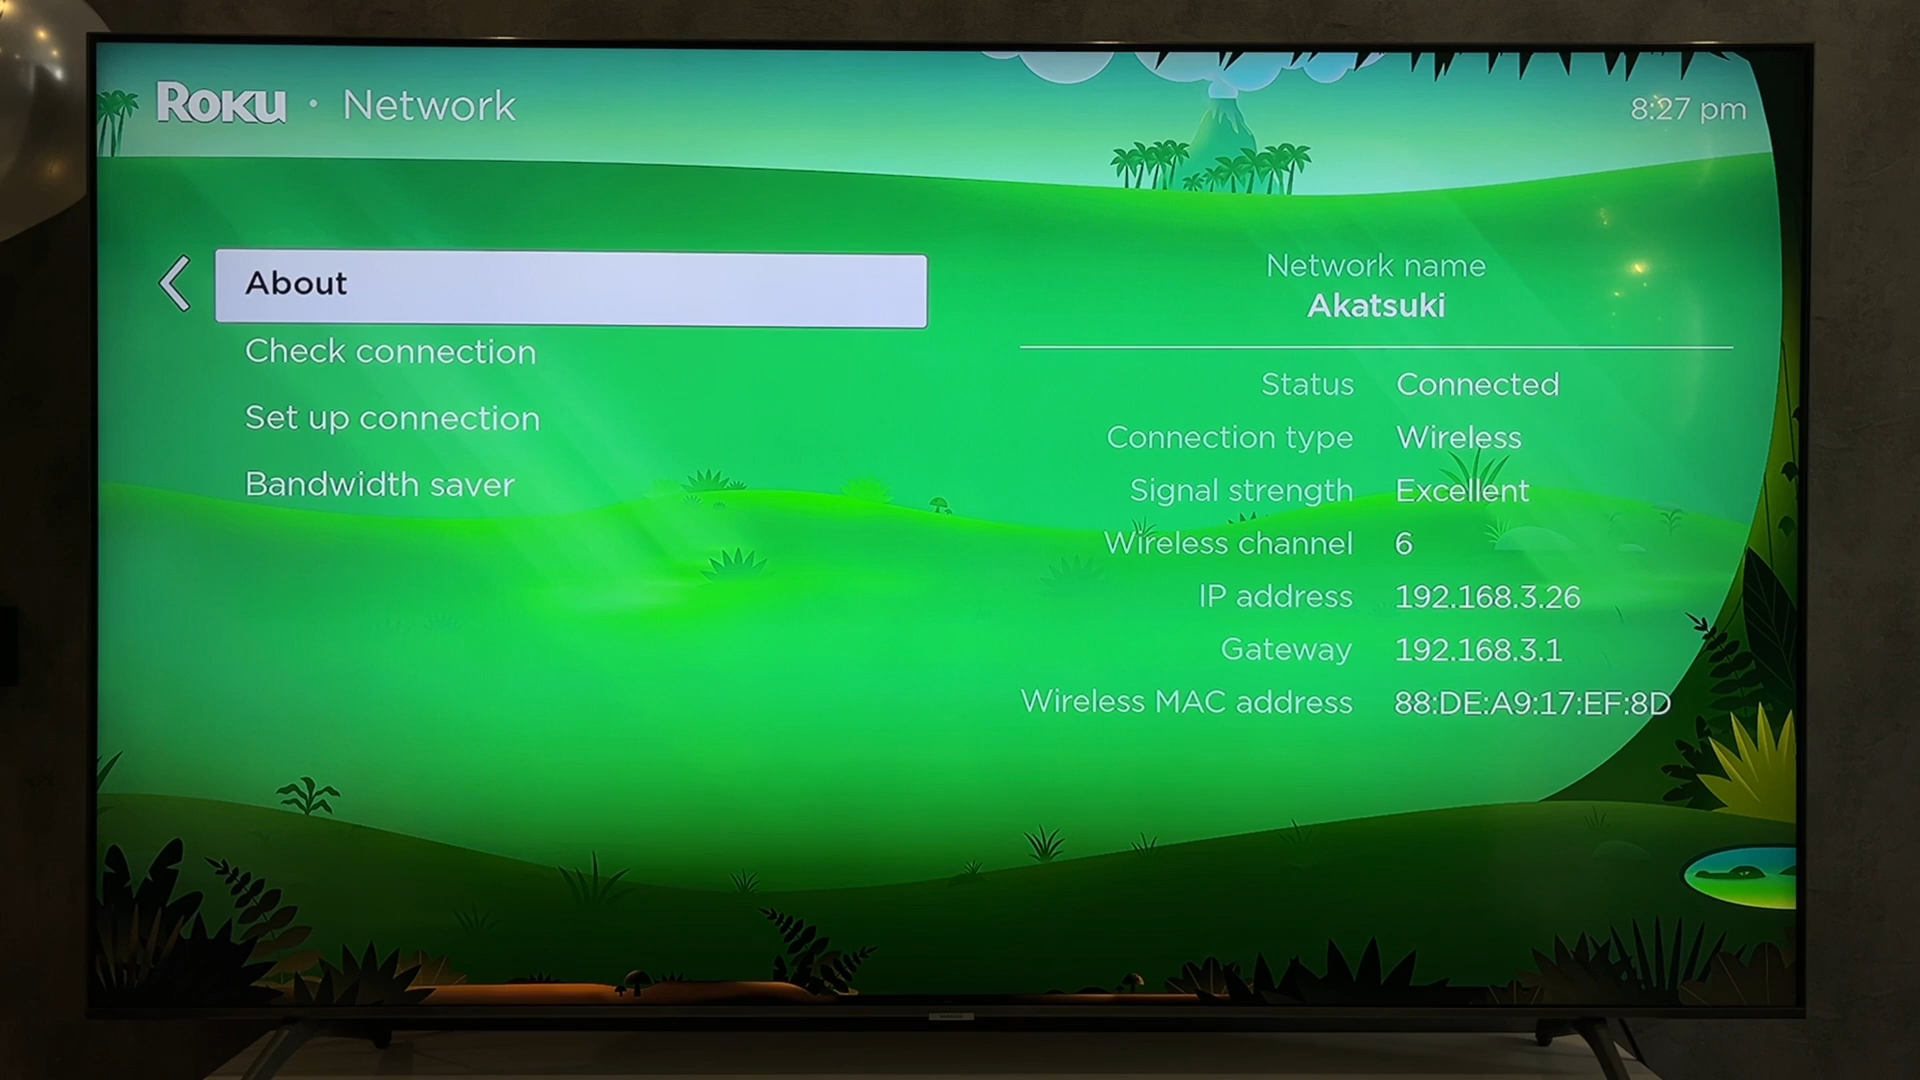 Roku · Network
8:27 pm
About
Check connection
Set up connection
Bandwidth saver
Network name
Akatsuki
Status Connected
Connection type Wireless
Signal strength Excellent
Wireless channel 6
IP address 192.168.3.26
Gateway 192.168.3.1
Wireless MAC address 88:DE:A9:17:EF:8D